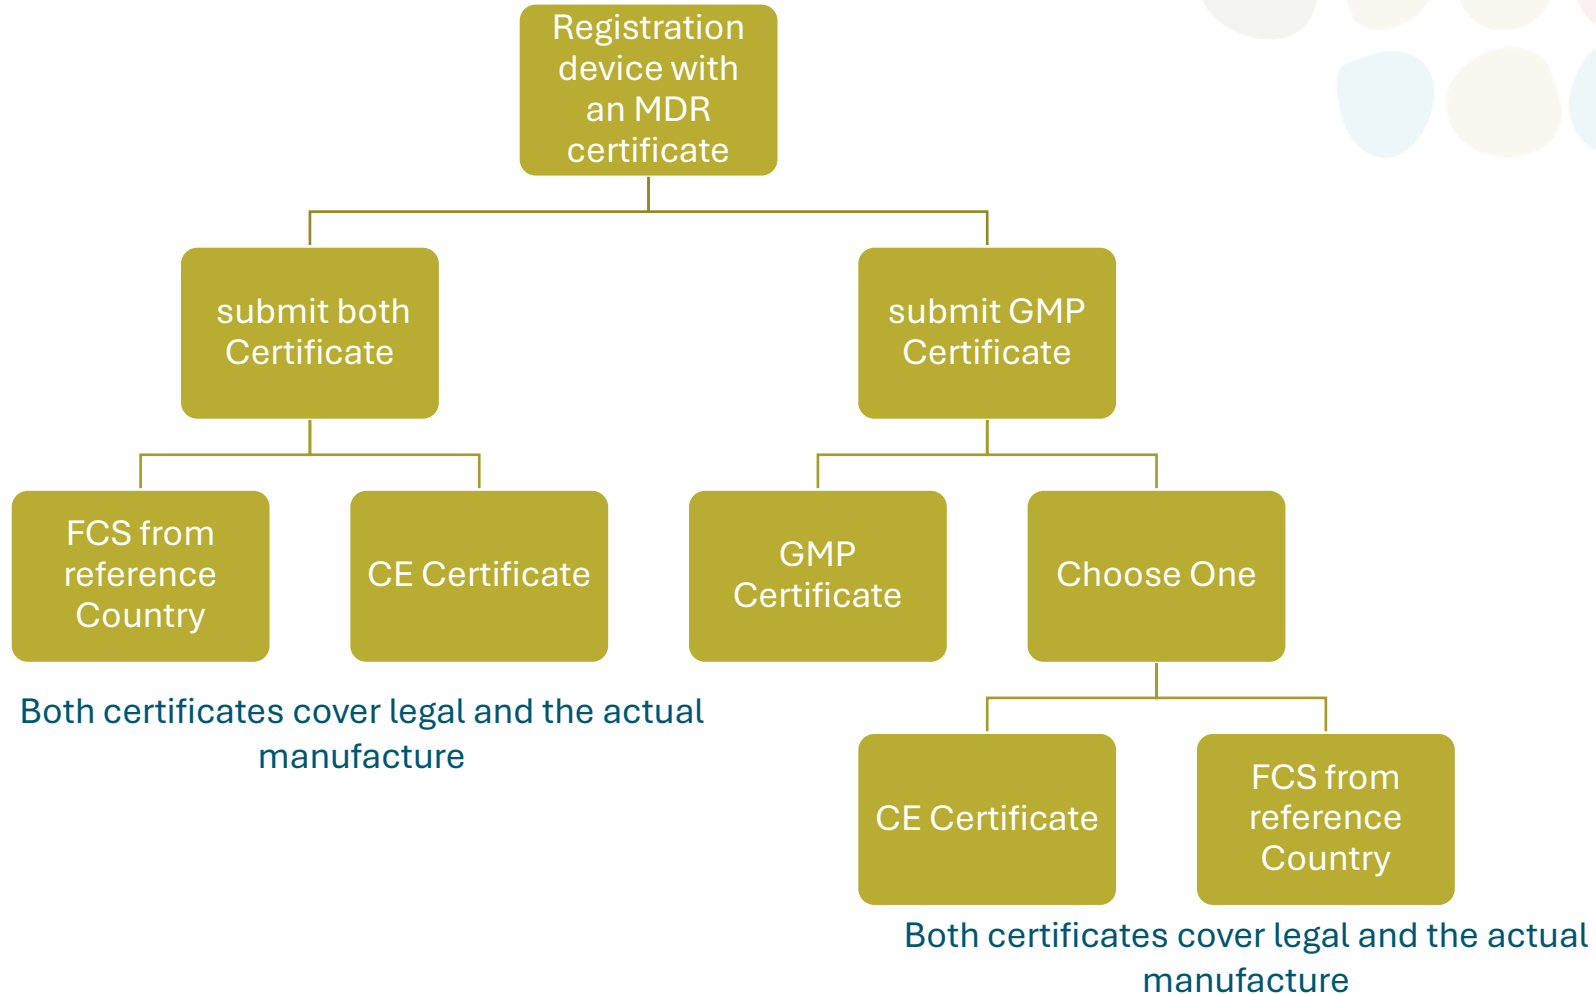 Registration
device with
an MDR
certificate
submit both
Certificate
submit GMP
Certificate
FCS from
reference
Country
CE Certificate
GMP
Certificate
Choose One
Both certificates cover legal and the actual
manufacture
CE Certificate
FCS from
reference
Country
Both certificates cover legal and the actual
manufacture